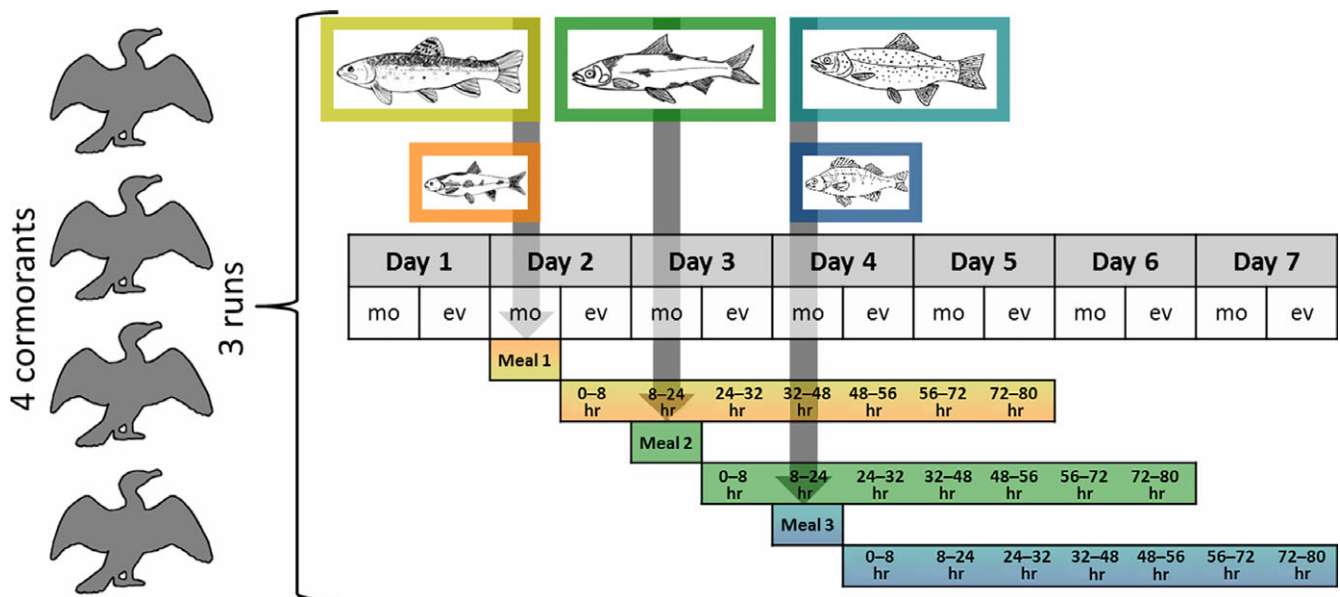 4 cormorants
3 runs
Day 1 Day 2 Day 3 Day 4 Day 5 Day 6 Day 7
mo ev mo ev mo ev mo ev mo ev mo ev mo ev
Meal 1
0–8 8–24 24–32 32–48 48–56 56–72 72–80
hr hr hr hr hr hr hr
Meal 2
0–8 8–24 24–32 32–48 48–56 56–72 72–80
hr hr hr hr hr hr hr
Meal 3
0–8 8–24 24–32 32–48 48–56 56–72 72–80
hr hr hr hr hr hr hr